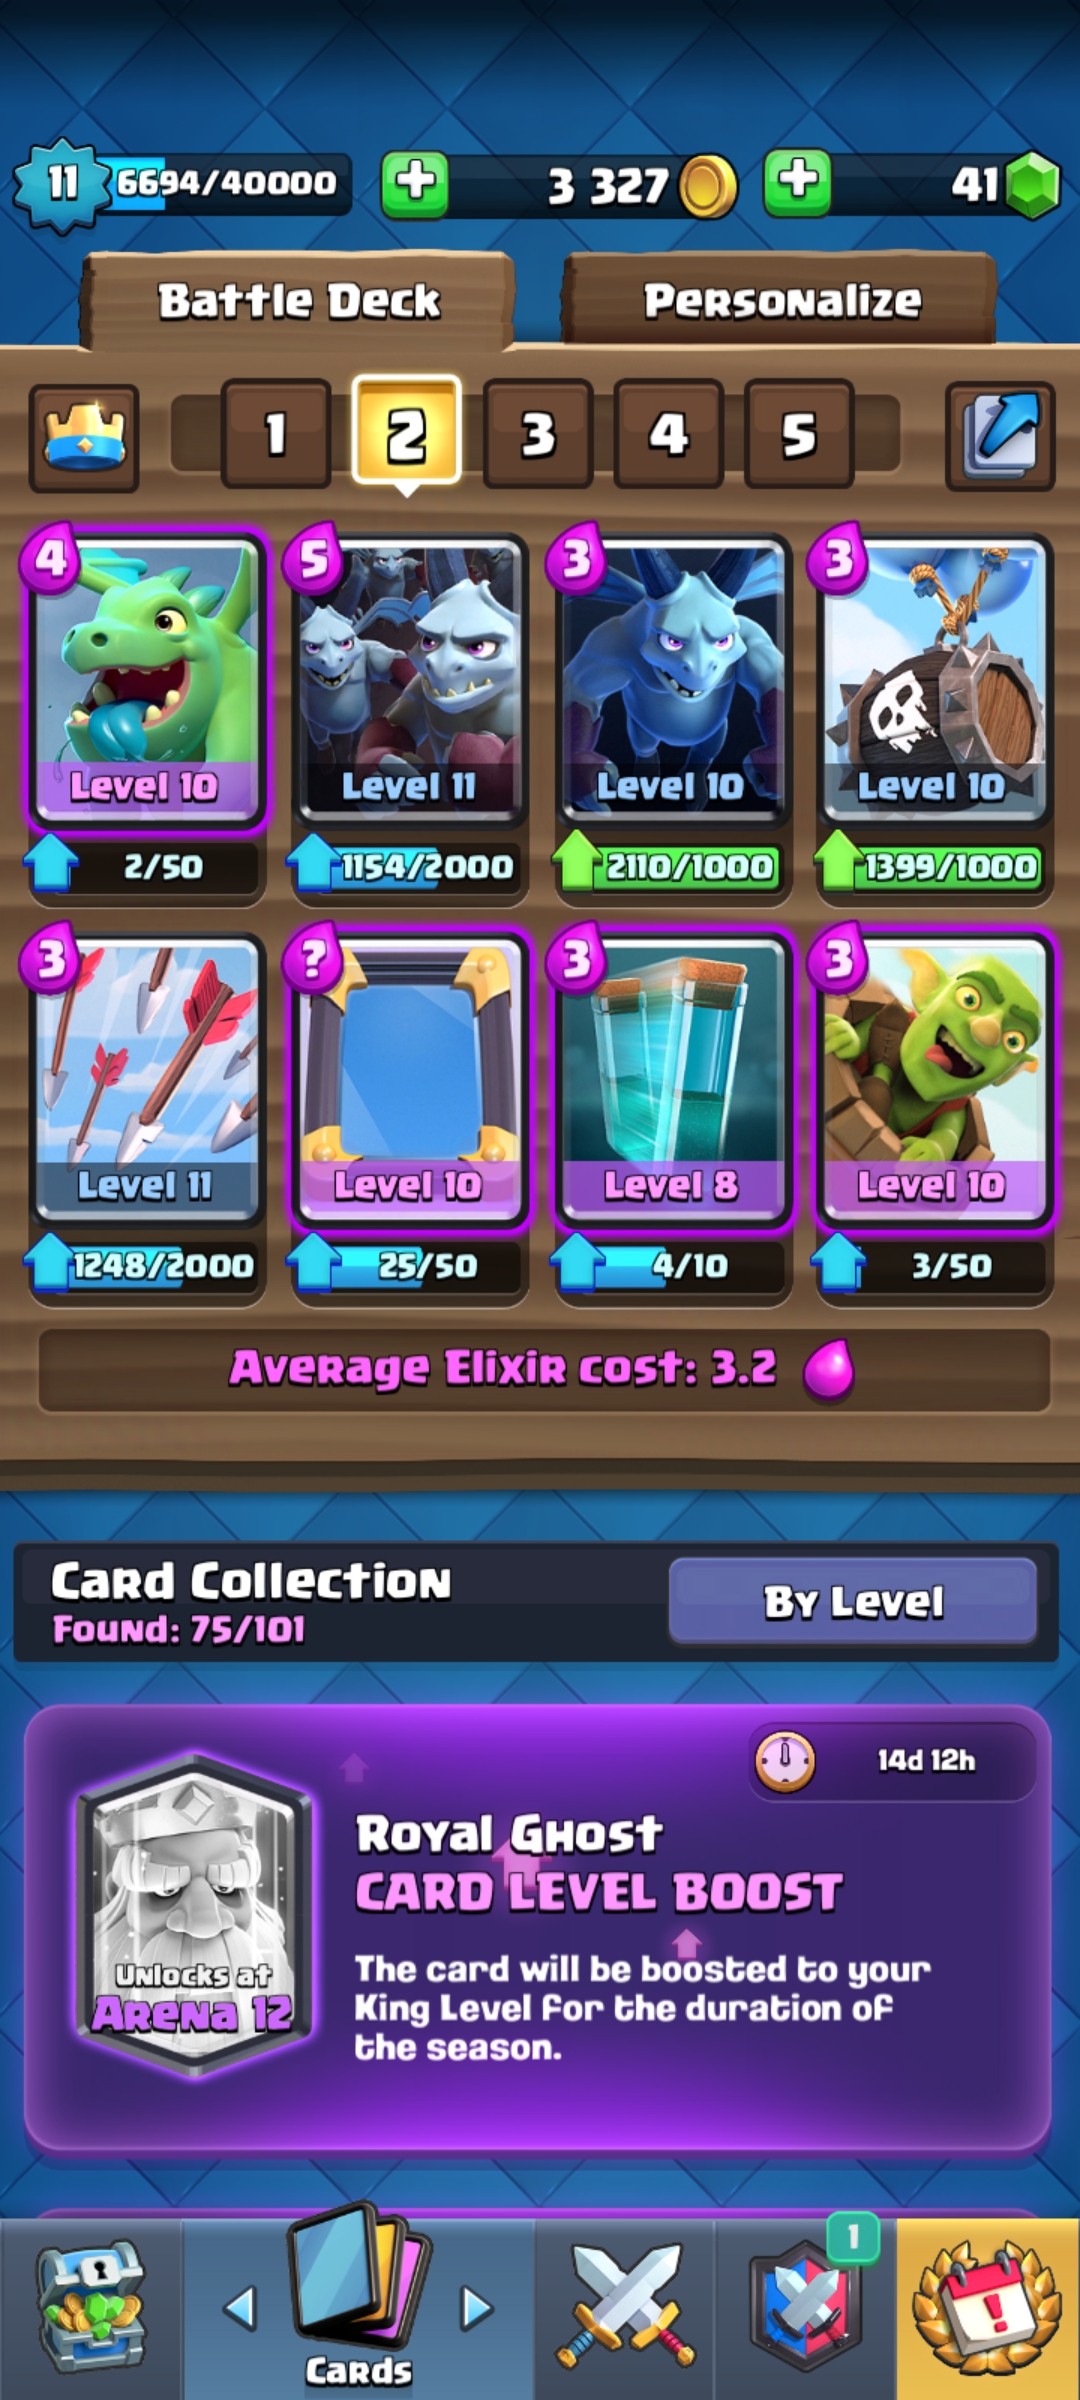 11
6694/40000
3 327
41
Battle Deck
Personalize
1
2
3
4
5
4
5
3
3
Level 10
Level 11
Level 10
Level 10
2/50
1154/2000
2110/1000
1399/1000
3
?
3
3
Level 11
Level 10
Level 8
Level 10
1248/2000
25/50
4/10
3/50
Average Elixir cost: 3.2
Card Collection
Found: 75/101
By Level
14d 12h
Royal Ghost
CARD LEVEL BOOST
The card will be boosted to your
King Level for the duration of
the season.
Unlocks at
Arena 12
1
Cards